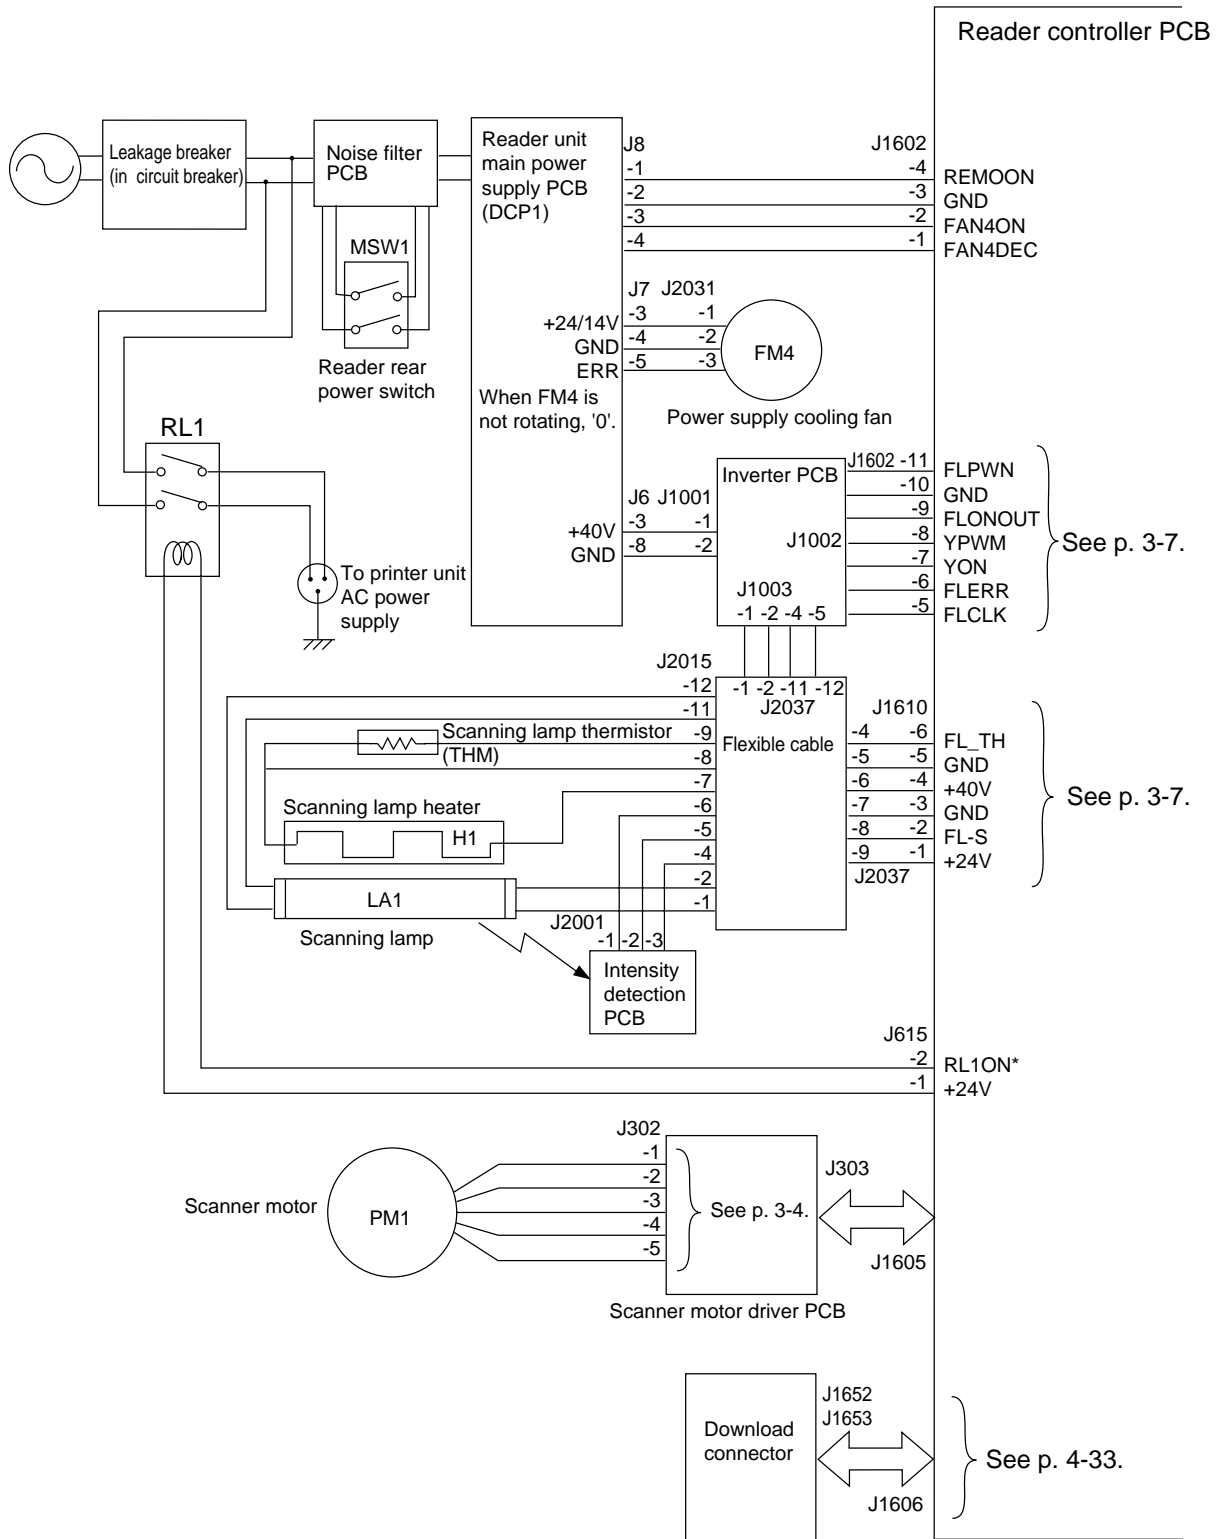 Reader controller PCB
Leakage breaker
(in circuit breaker)
Noise filter
PCB
MSW1
Reader rear
power switch
Reader unit
main power
supply PCB
(DCP1)
J8
-1
-2
-3
-4
J1602
-4 REMOON
-3 GND
-2 FAN4ON
-1 FAN4DEC
J7 J2031
+24/14V -3 -1
GND -4 -2
ERR -5 -3
FM4
When FM4 is
not rotating, '0'.
Power supply cooling fan
RL1
To printer unit
AC power
supply
J6 J1001
+40V -3 -1
GND -8 -2
Inverter PCB
J1002
J1003
-1 -2 -4 -5
J1602 -11 FLPWN
-10 GND
-9 FLONOUT
-8 YPWM
-7 YON
-6 FLERR
-5 FLCLK
See p. 3-7.
J2015
-12
-11
-9
-8
-7
-6
-5
-4
-2
-1
-1 -2 -11 -12
J2037
Flexible cable
J1610
-4 -6 FL_TH
-5 -5 GND
-6 -4 +40V
-7 -3 GND
-8 -2 FL-S
-9 -1 +24V
J2037
See p. 3-7.
Scanning lamp thermistor
(THM)
Scanning lamp heater
H1
LA1
Scanning lamp
J2001
-1 -2 -3
Intensity
detection
PCB
J615
-2 RL1ON*
-1 +24V
J302
-1
-2
-3
-4
-5
Scanner motor
PM1
See p. 3-4.
J303
J1605
Scanner motor driver PCB
Download
connector
J1652
J1653
J1606
See p. 4-33.